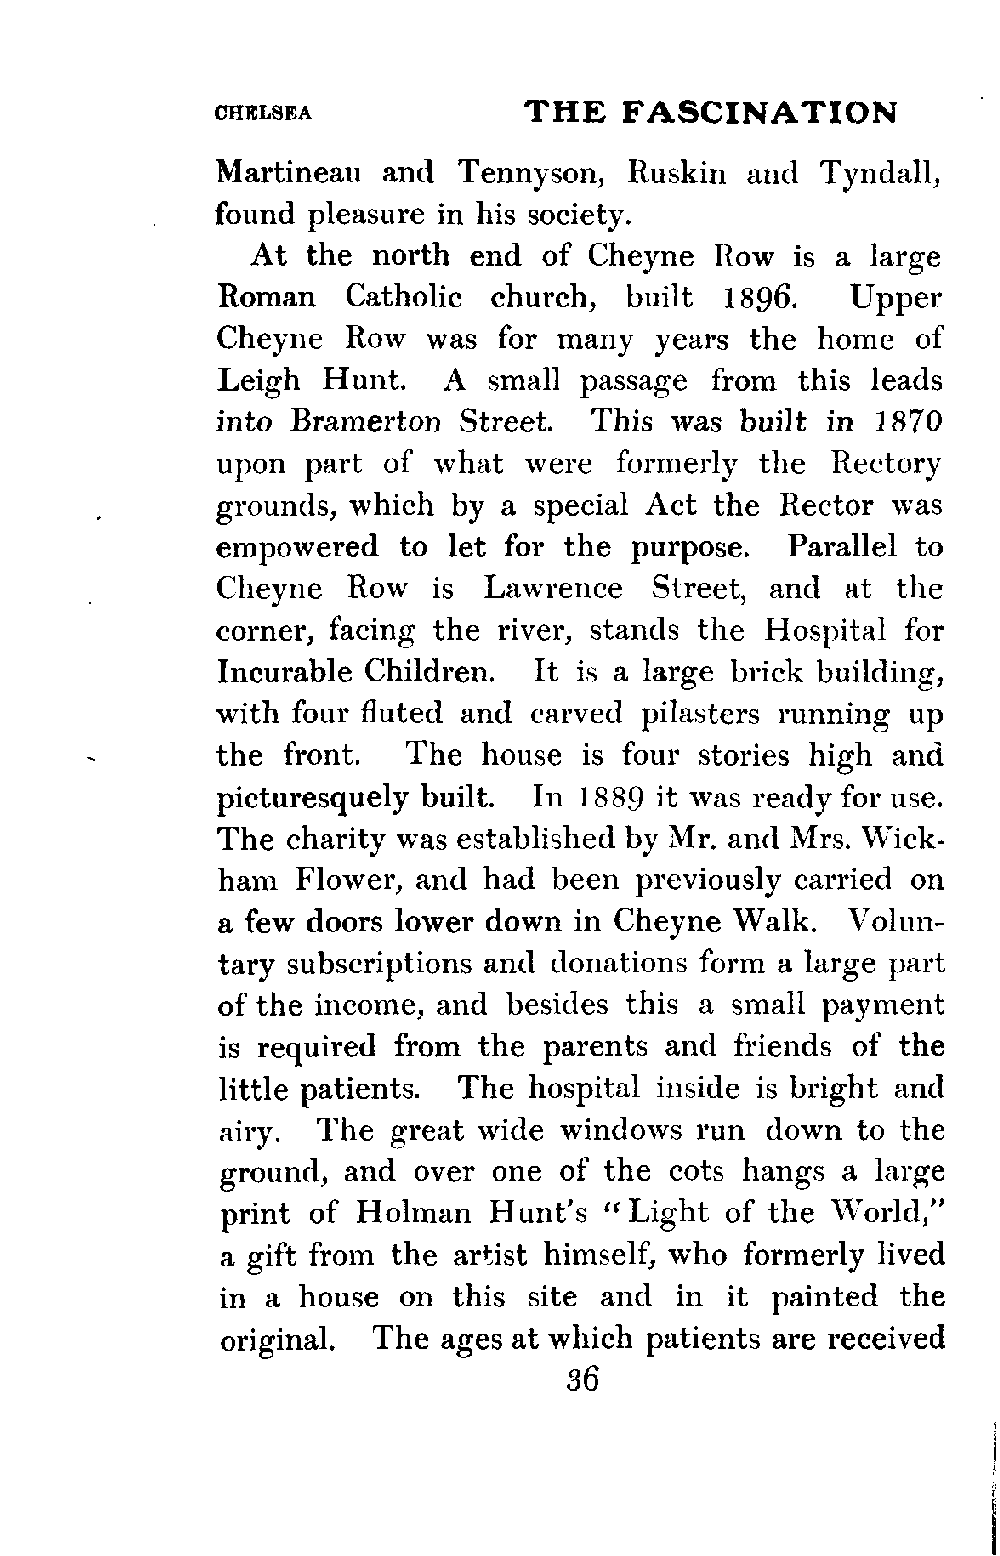 CHELSEA THE FASCINATION
Martineau and Tennyson, Ruskin and Tyndall,
found pleasure in his society.
At the north end of Cheyne Row is a large
Roman Catholic church, built 1896. Upper
Cheyne Row was for many years the home of
Leigh Hunt. A small passage from this leads
into Bramerton Street. This was built in 1870
upon part of what were formerly the Rectory
grounds, which by a special Act the Rector was
empowered to let for the purpose. Parallel to
Cheyne Row is Lawrence Street, and at the
corner, facing the river, stands the Hospital for
Incurable Children. It is a large brick building,
with four fluted and carved pilasters running up
the front. The house is four stories high and
picturesquely built. In 1889 it was ready for use.
The charity was established by Mr. and Mrs. Wick-
ham Flower, and had been previously carried on
a few doors lower down in Cheyne Walk. Volun-
tary subscriptions and donations form a large part
of the income, and besides this a small payment
is required from the parents and friends of the
little patients. The hospital inside is bright and
airy. The great wide windows run down to the
ground, and over one of the cots hangs a large
print of Holman Hunt's "Light of the World,"
a gift from the artist himself, who formerly lived
in a house on this site and in it painted the
original. The ages at which patients are received
36